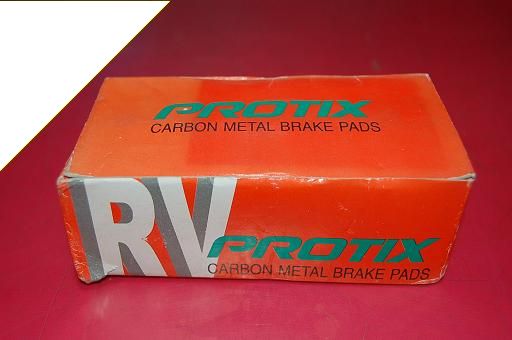 PROTIX
CARBON METAL BRAKE PADS
RV
PROTIX
CARBON METAL BRAKE PADS